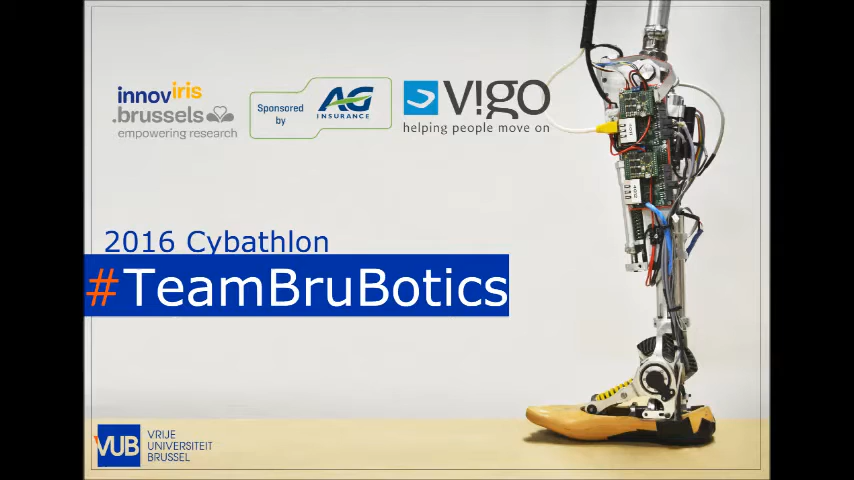 innoviris
.brussels
empowering research
Sponsored
by
AG
INSURANCE
v!go
helping people move on
2016 Cybathlon
#TeamBruBotics
VUB
VRIJE
UNIVERSITEIT
BRUSSEL